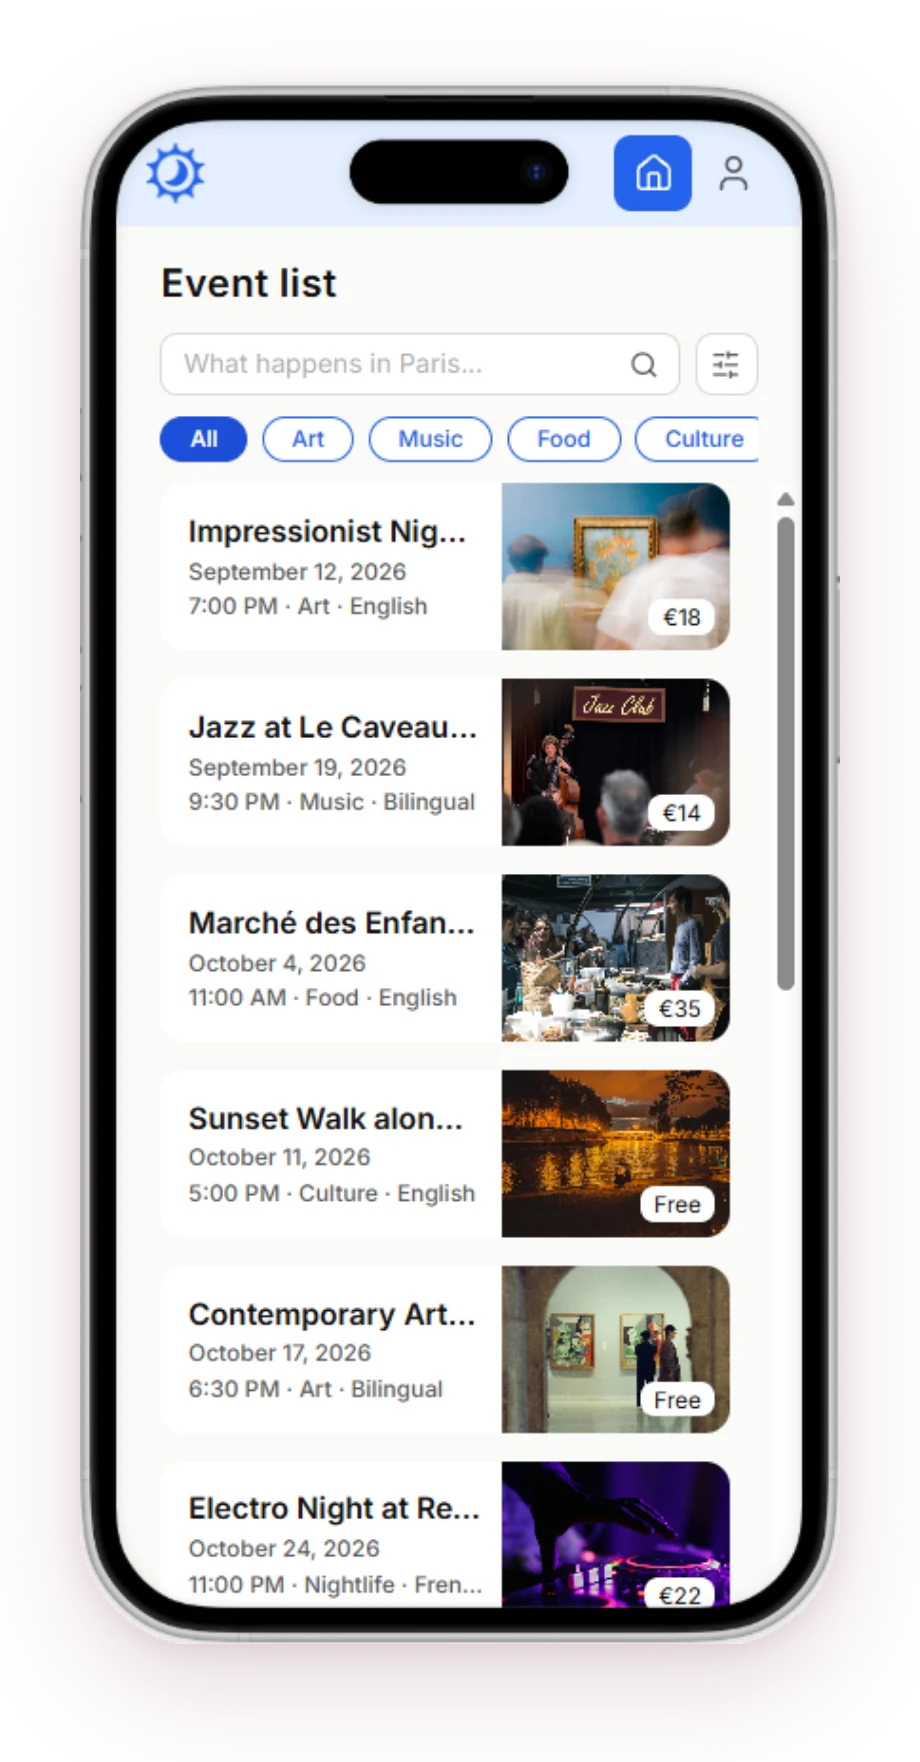 Event list
What happens in Paris...
All Art Music Food Culture
Impressionist Nig...
September 12, 2026
7:00 PM · Art · English
€18
Jazz Club
Jazz at Le Caveau...
September 19, 2026
9:30 PM · Music · Bilingual
€14
Marché des Enfan...
October 4, 2026
11:00 AM · Food · English
€35
Sunset Walk alon...
October 11, 2026
5:00 PM · Culture · English
Free
Contemporary Art...
October 17, 2026
6:30 PM · Art · Bilingual
Free
Electro Night at Re...
October 24, 2026
11:00 PM · Nightlife · Fren...
€22